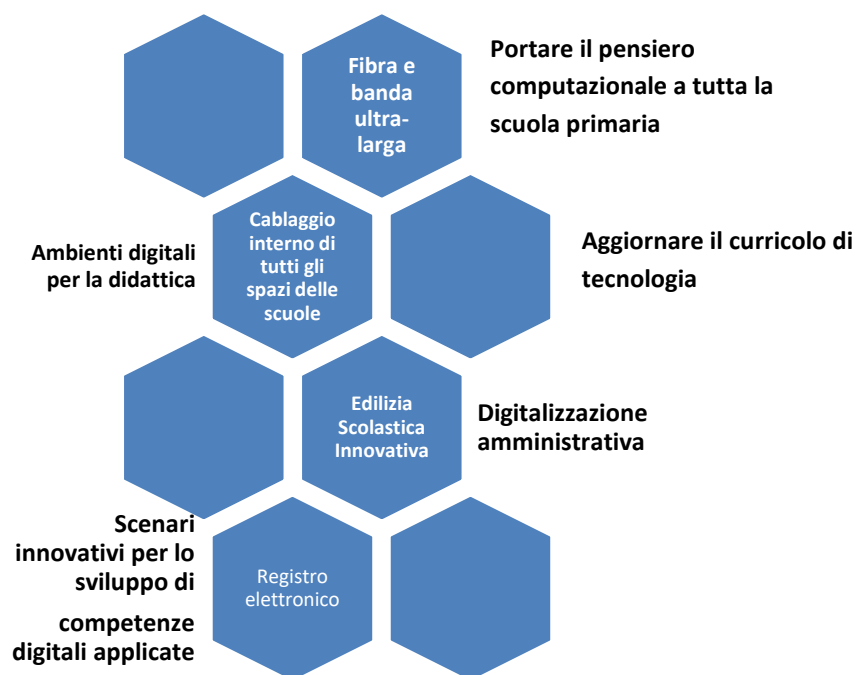 Fibra e
banda
ultra-
larga
Portare il pensiero
computazionale a tutta la
scuola primaria
Ambienti digitali
per la didattica
Cablaggio
interno di
tutti gli
spazi delle
scuole
Aggiornare il curricolo di
tecnologia
Edilizia
Scolastica
Innovativa
Digitalizzazione
amministrativa
Scenari
innovativi per lo
sviluppo di
competenze
digitali applicate
Registro
elettronico